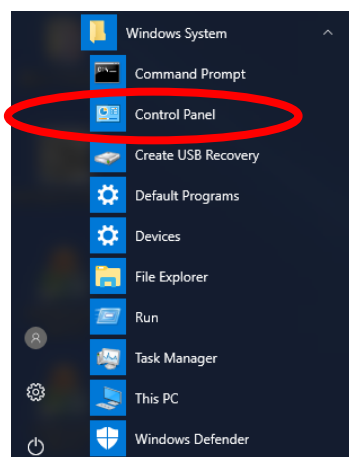 Windows System
Command Prompt
Control Panel
Create USB Recovery
Default Programs
Devices
File Explorer
Run
Task Manager
This PC
Windows Defender